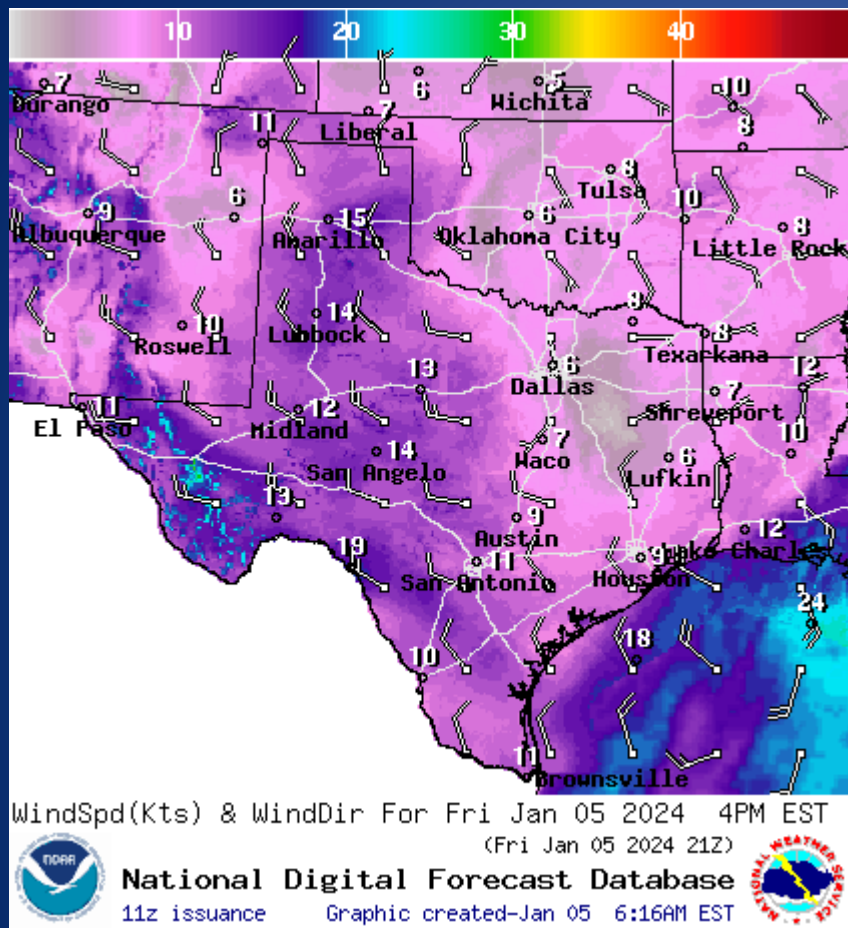 10 20 30 40
7 6 5 10
Durango Wichita
7
Liberal
11 8
8
Tulsa
9 6 15 6 10 8
Albuquerque Amarillo Oklahoma City Little Rock
10 14 8 8
Roswell Lubbock Texarkana
13 6 12
Dallas
11 12 7
El Paso Midland Shreveport
14 7 6 10
San Angelo Waco Lufkin
13 9 12
Austin
19 11 9 Lake Charles
San Antonio Houston
24
10 18
11
Brownsville
WindSpd(Kts) & WindDir For Fri Jan 05 2024 4PM EST
(Fri Jan 05 2024 21Z)
NOAA
National Digital Forecast Database
11z issuance Graphic created-Jan 05 6:16AM EST
NATIONAL WEATHER SERVICE